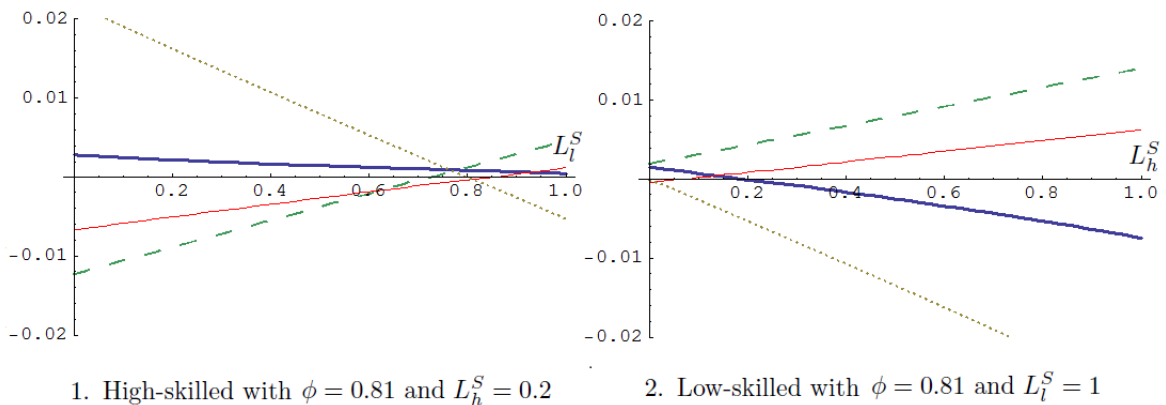 0.02
0.01
-0.01
-0.02
0.2 0.4 0.6 0.8 1.0
L_l^S
1. High-skilled with ϕ = 0.81 and L_h^S = 0.2
0.02
0.01
-0.01
-0.02
0.2 0.4 0.6 0.8 1.0
L_h^S
2. Low-skilled with ϕ = 0.81 and L_l^S = 1